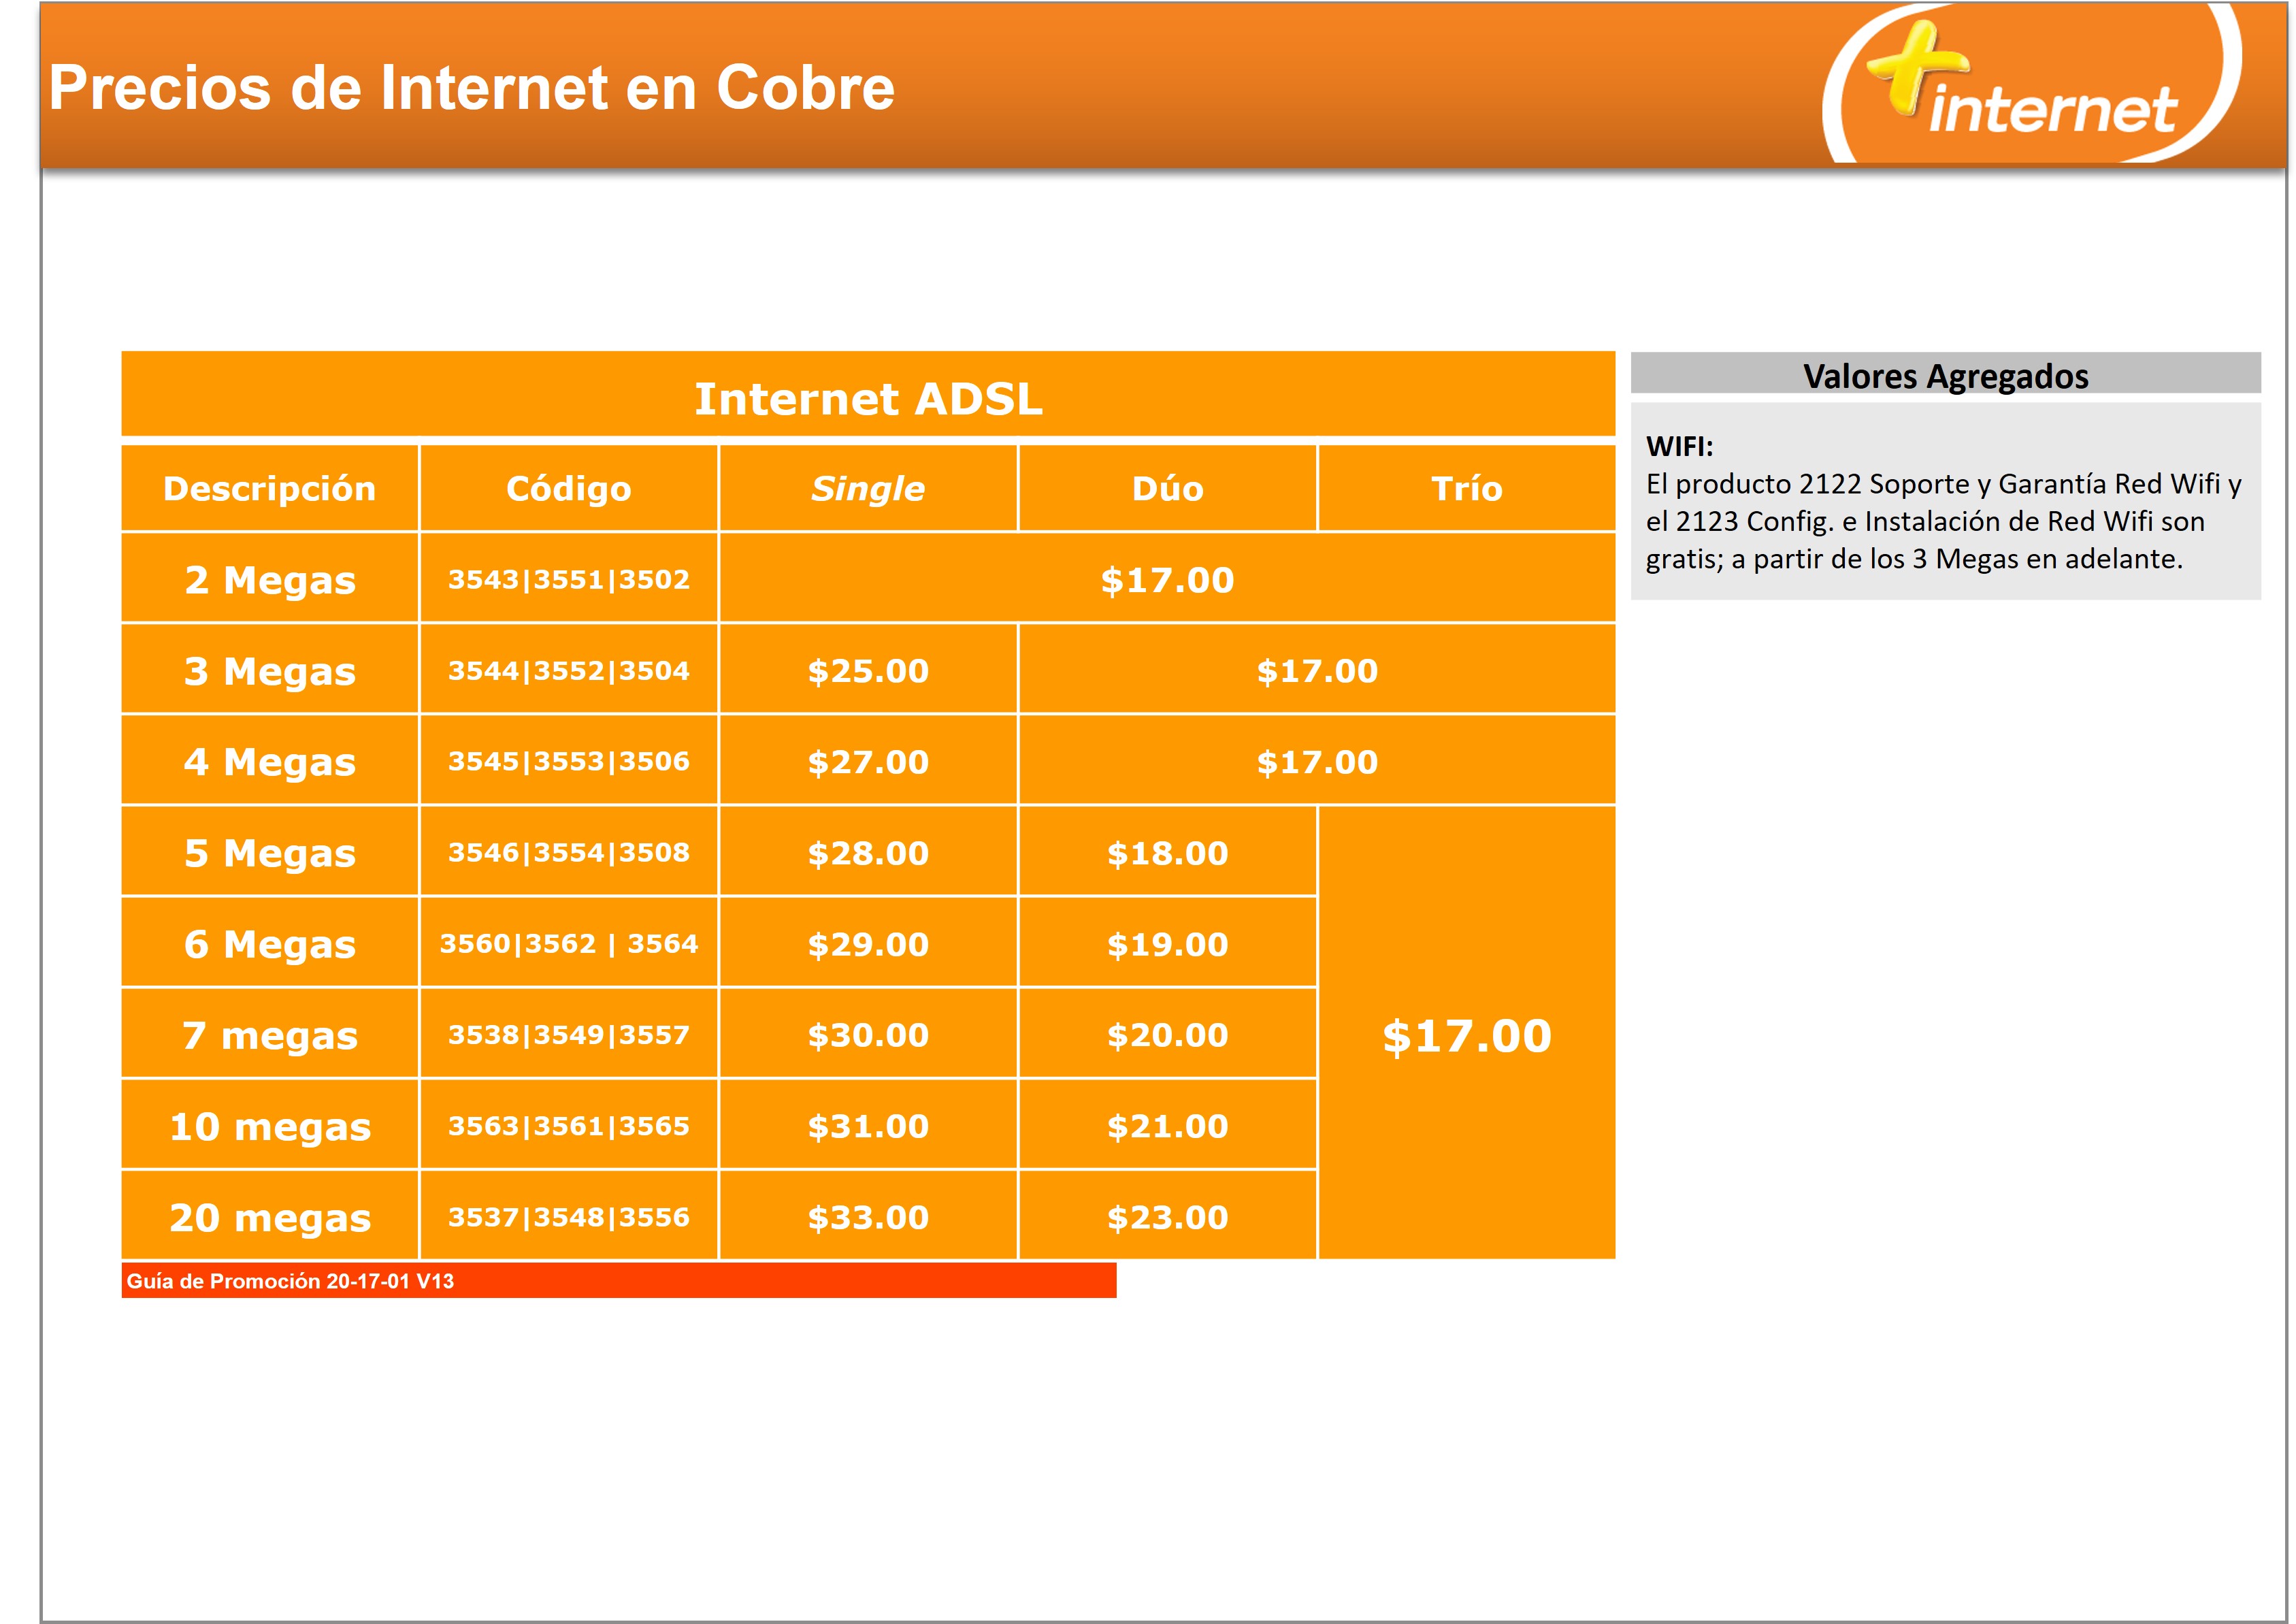 Precios de Internet en Cobre
internet
Internet ADSL
Descripción Código Single Dúo Trío
2 Megas 3543|3551|3502 $17.00
3 Megas 3544|3552|3504 $25.00 $17.00
4 Megas 3545|3553|3506 $27.00 $17.00
5 Megas 3546|3554|3508 $28.00 $18.00
6 Megas 3560|3562 | 3564 $29.00 $19.00
7 megas 3538|3549|3557 $30.00 $20.00 $17.00
10 megas 3563|3561|3565 $31.00 $21.00
20 megas 3537|3548|3556 $33.00 $23.00
Guía de Promoción 20-17-01 V13
Valores Agregados
WIFI:
El producto 2122 Soporte y Garantía Red Wifi y
el 2123 Config. e Instalación de Red Wifi son
gratis; a partir de los 3 Megas en adelante.